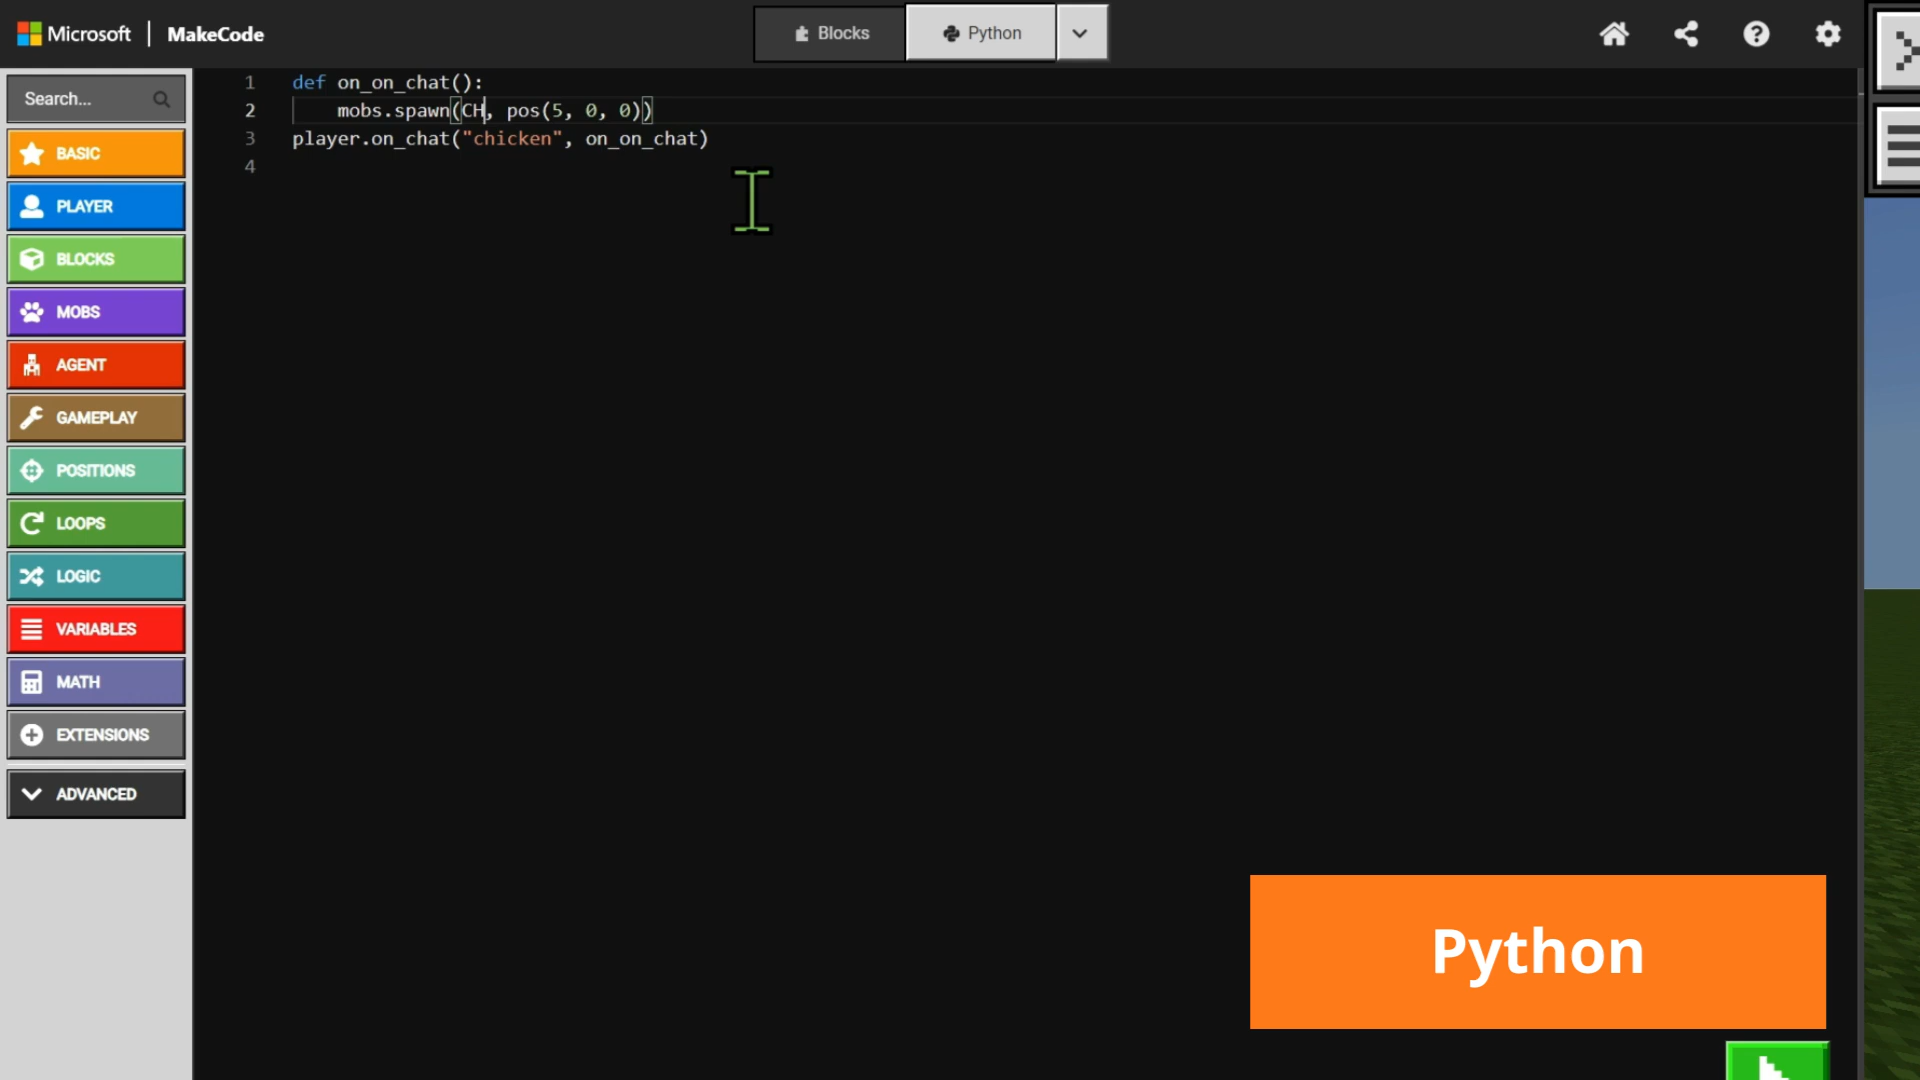 Microsoft | MakeCode
Blocks
Python
Search...
BASIC
PLAYER
BLOCKS
MOBS
AGENT
GAMEPLAY
POSITIONS
LOOPS
LOGIC
VARIABLES
MATH
EXTENSIONS
ADVANCED
1 def on_on_chat():
2 mobs.spawn(CH, pos(5, 0, 0))
3 player.on_chat("chicken", on_on_chat)
4
Python